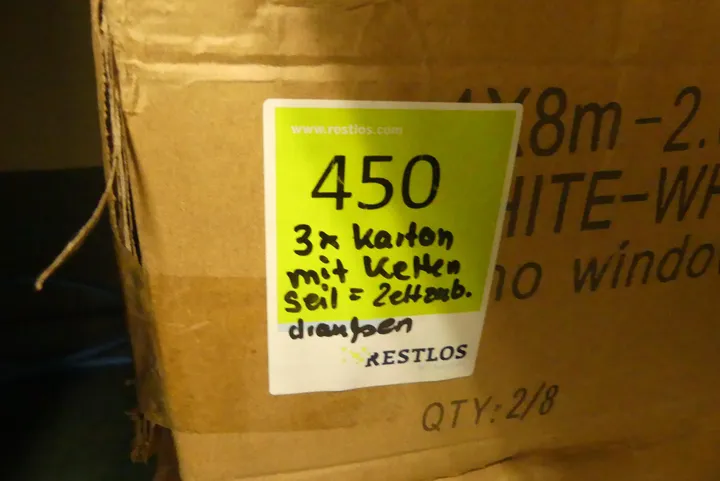 www.restlos.com
450
3x Karton
mit Ketten
Seil = Zeltzub.
draußen
RESTLOS
4X8m-2.
HITE-WH
no windo
QTY: 2/8